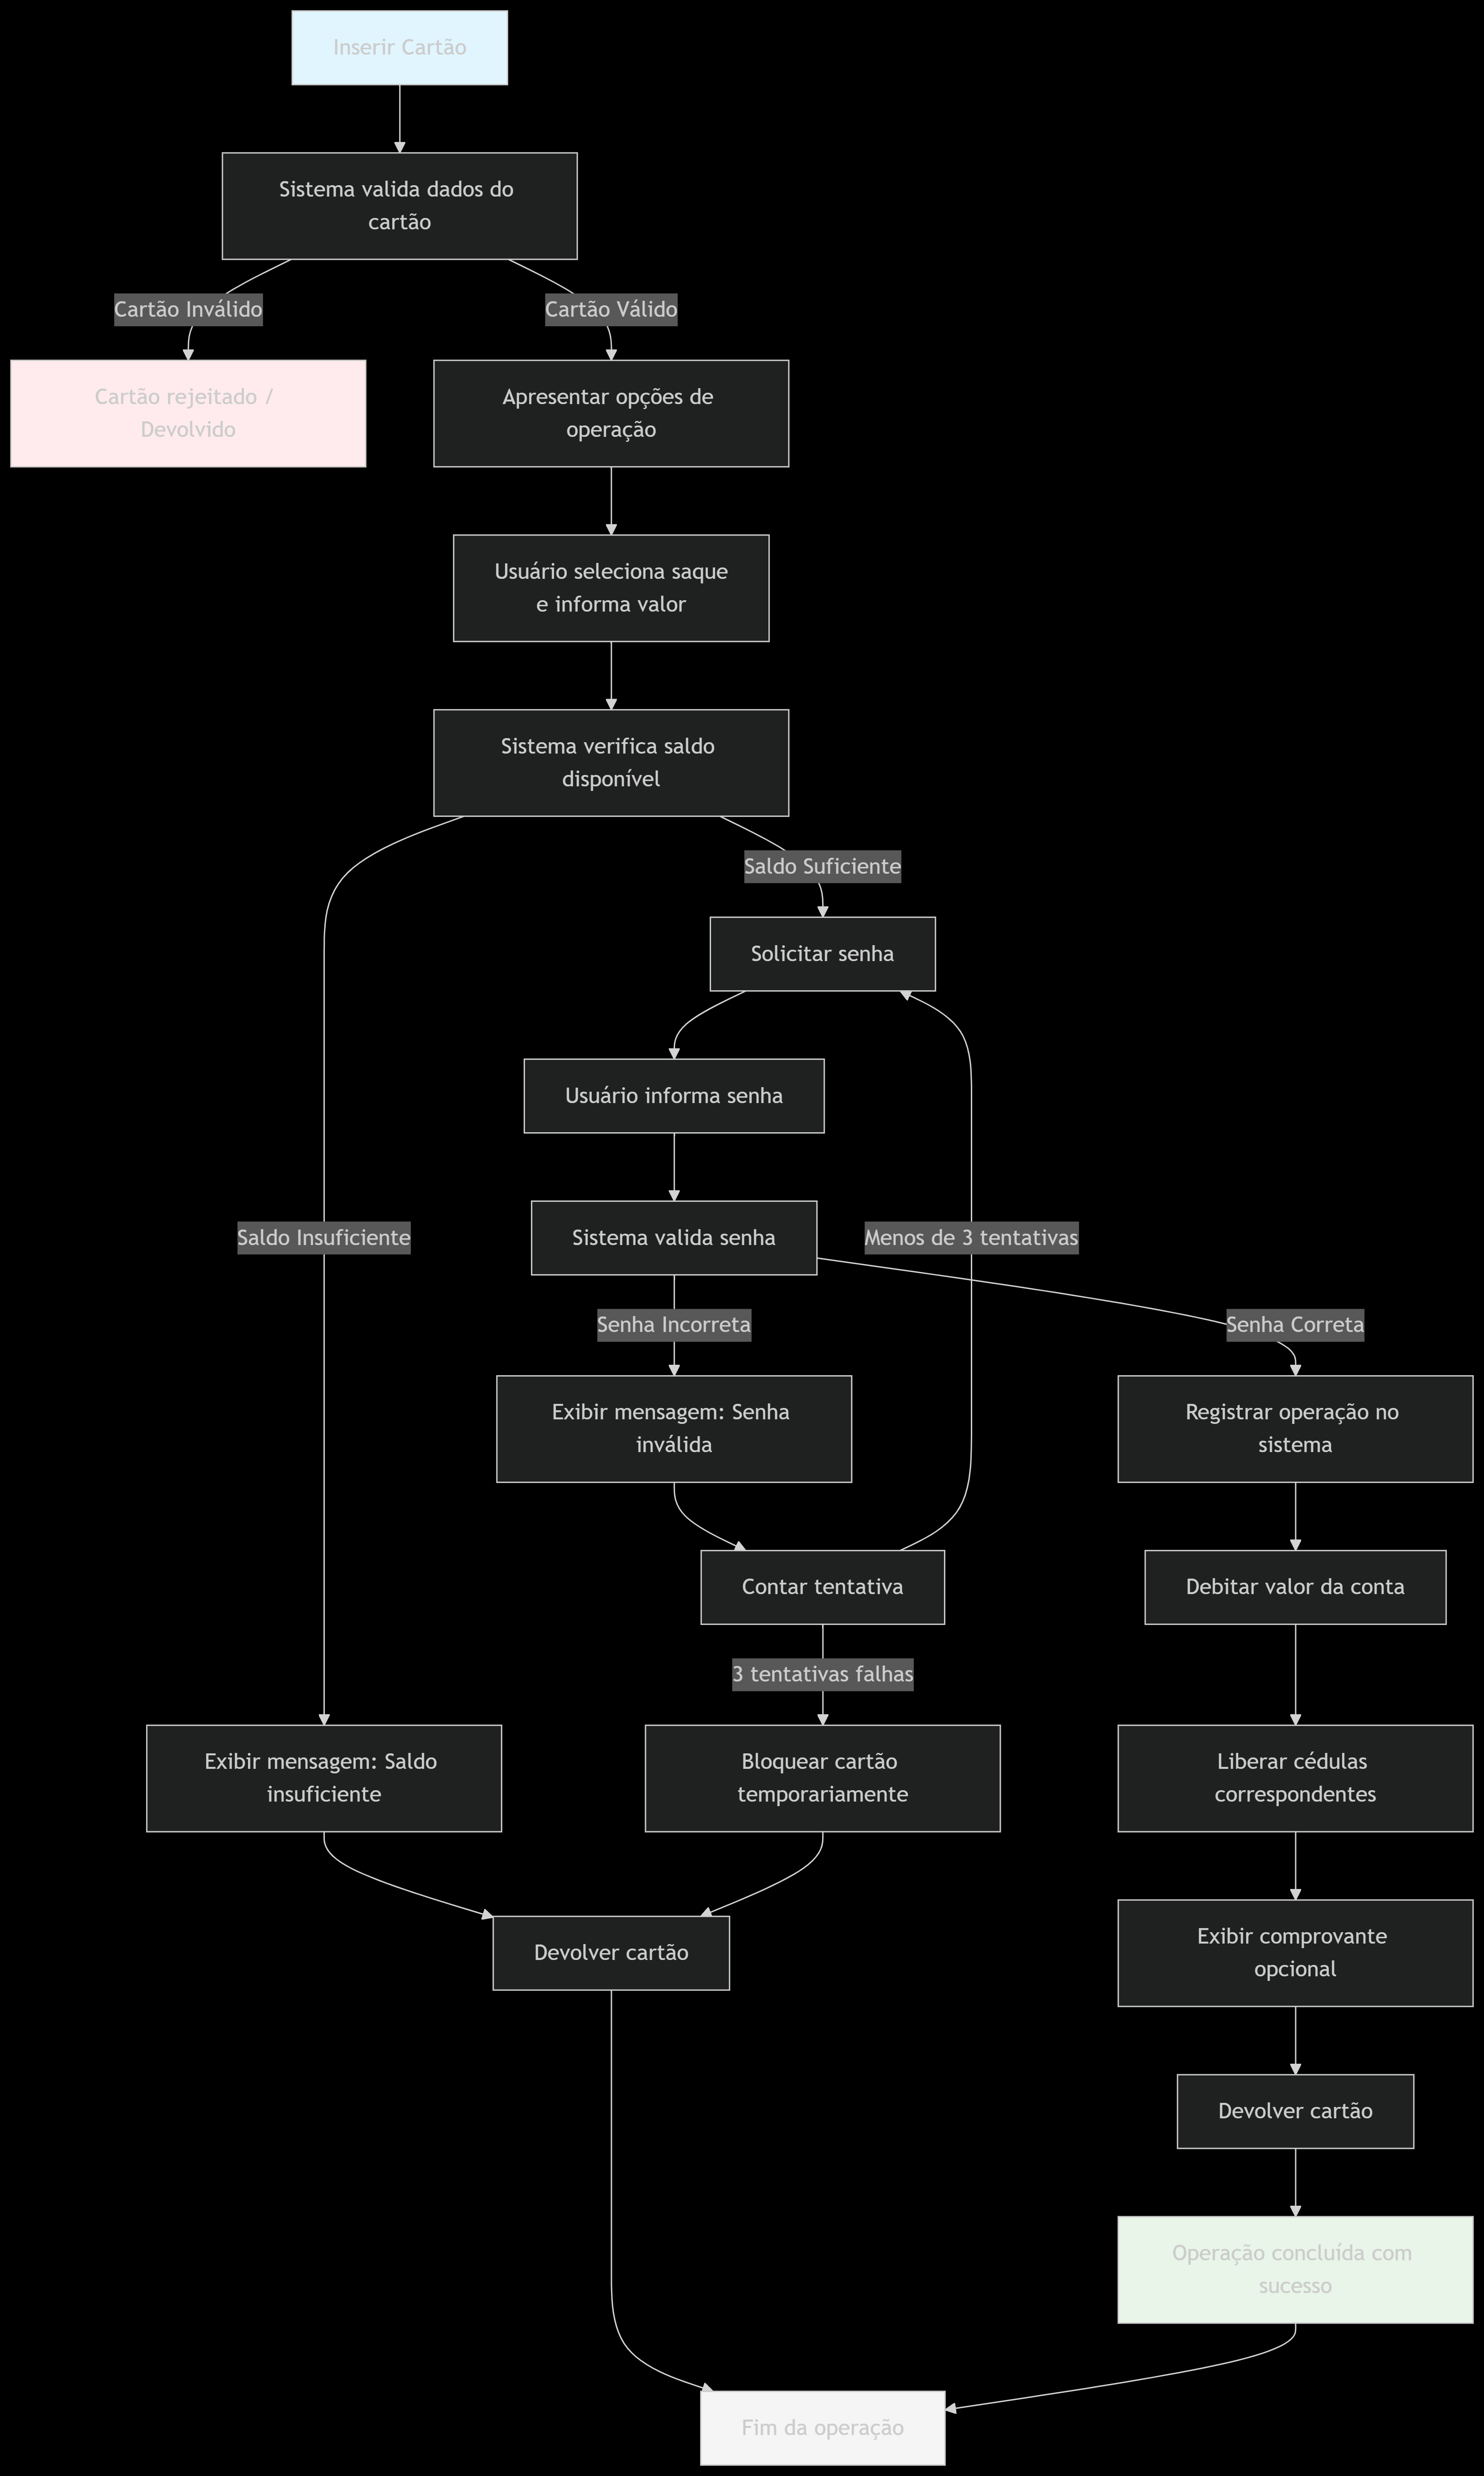 Inserir Cartão
Sistema valida dados do
cartão
Cartão Inválido
Cartão Válido
Cartão rejeitado /
Devolvido
Apresentar opções de
operação
Usuário seleciona saque
e informa valor
Sistema verifica saldo
disponível
Saldo Suficiente
Solicitar senha
Usuário informa senha
Saldo Insuficiente
Sistema valida senha
Menos de 3 tentativas
Senha Incorreta
Senha Correta
Exibir mensagem: Senha
inválida
Registrar operação no
sistema
Contar tentativa
Debitar valor da conta
3 tentativas falhas
Exibir mensagem: Saldo
insuficiente
Bloquear cartão
temporariamente
Liberar cédulas
correspondentes
Devolver cartão
Exibir comprovante
opcional
Devolver cartão
Operação concluída com
sucesso
Fim da operação